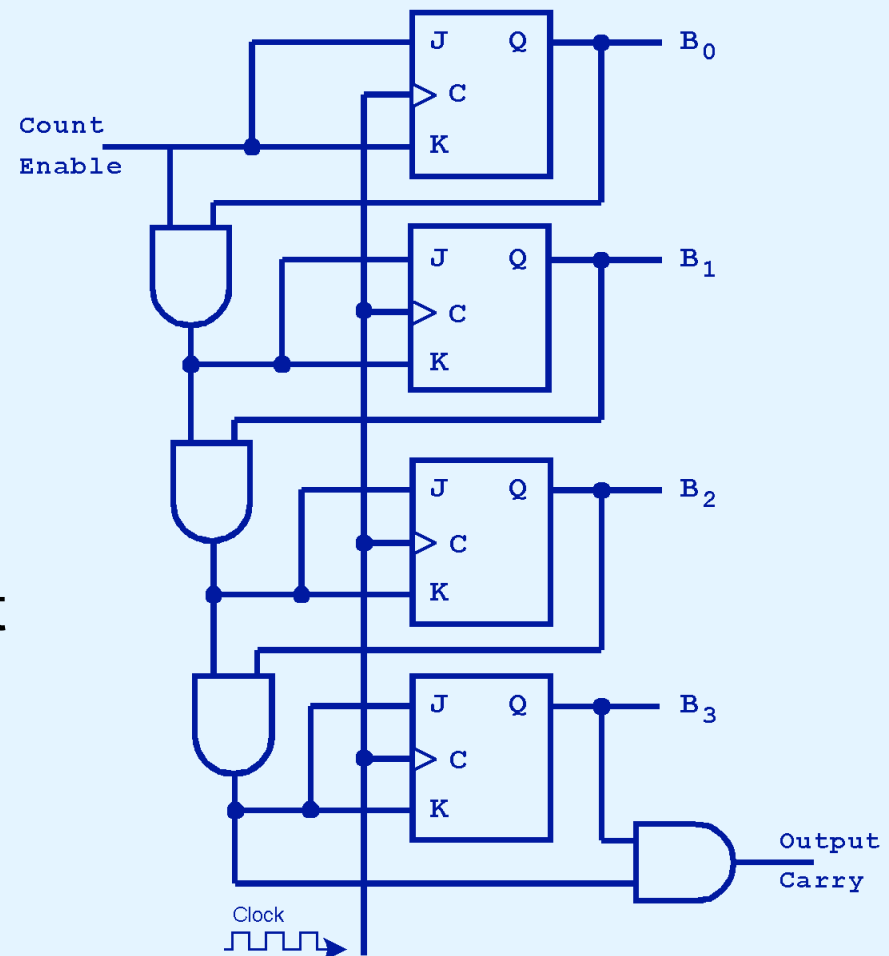 J Q B0
C
Count
Enable
K
J Q B1
C
K
J Q B2
C
K
J Q B3
C
K
Output
Carry
Clock